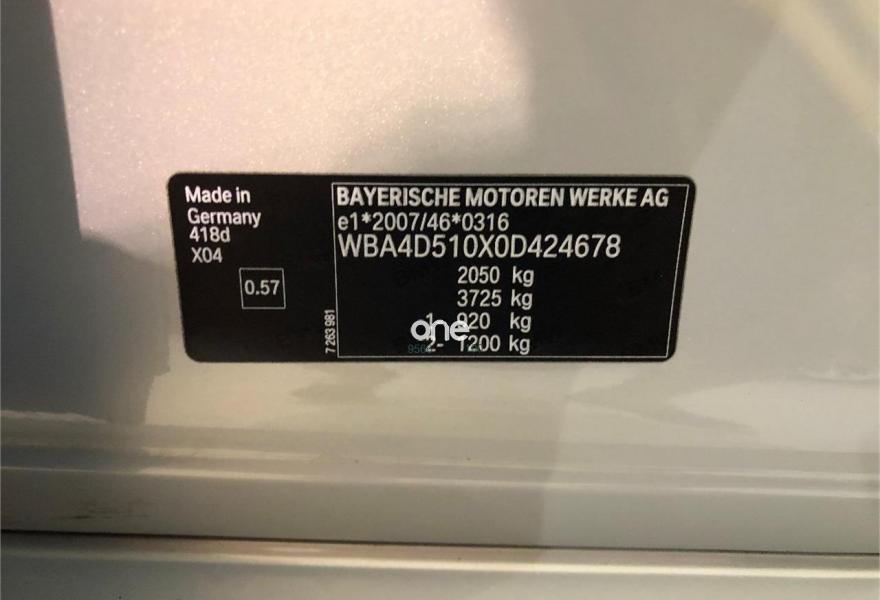 Made in
Germany
418d
X04
0.57
7 263 981
BAYERISCHE MOTOREN WERKE AG
e1*2007/46*0316
WBA4D510X0D424678
2050 kg
3725 kg
1- 920 kg
2- 1200 kg
one